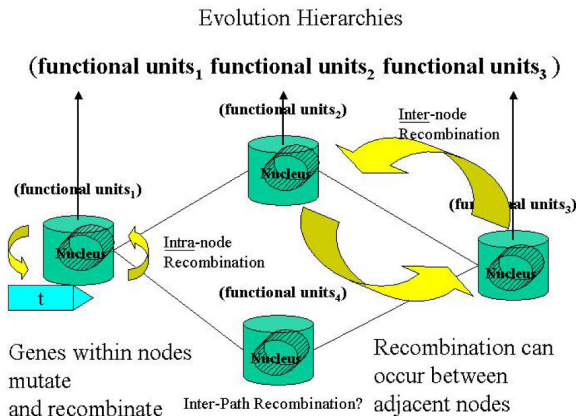 Evolution Hierarchies
(functional units₁ functional units₂ functional units₃ )
(functional units₂)
Inter-node
Recombination
Nucleus
(functional units₁)
(functional units₃)
Nucleus
Intra-node
Recombination
Nucleus
t
(functional units₄)
Nucleus
Genes within nodes
mutate
and recombinate
Inter-Path Recombination?
Recombination can
occur between
adjacent nodes